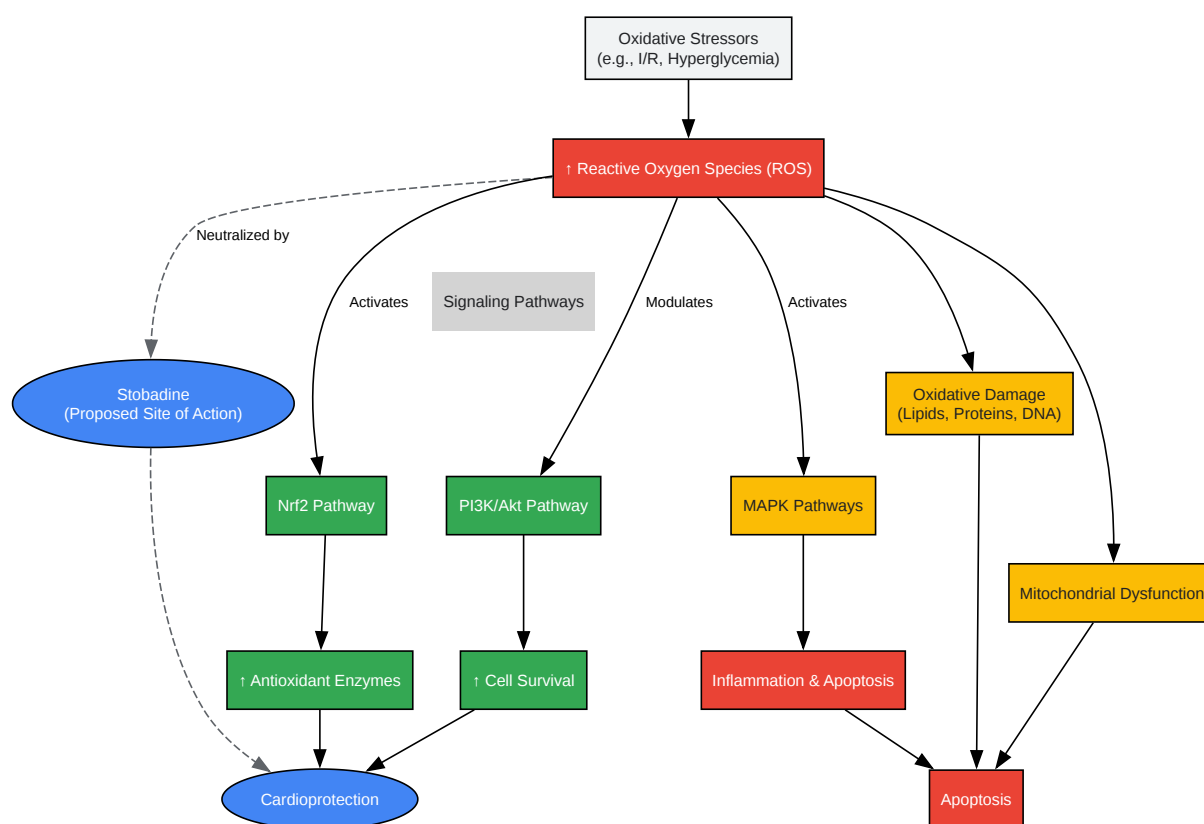 Oxidative Stressors
(e.g., I/R, Hyperglycemia)
↑ Reactive Oxygen Species (ROS)
Neutralized by
Activates
Signaling Pathways
Modulates
Activates
Stobadine
(Proposed Site of Action)
Oxidative Damage
(Lipids, Proteins, DNA)
Nrf2 Pathway
PI3K/Akt Pathway
MAPK Pathways
Mitochondrial Dysfunction
↑ Antioxidant Enzymes
↑ Cell Survival
Inflammation & Apoptosis
Cardioprotection
Apoptosis